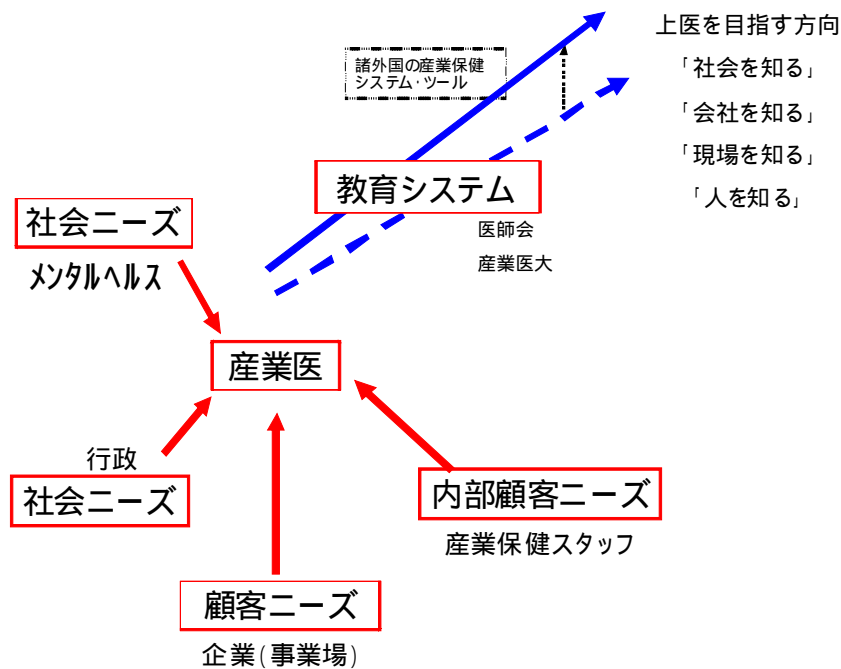 上医を目指す方向
「社会を知る」
「会社を知る」
「現場を知る」
「人を知る」
諸外国の産業保健
システム・ツール
教育システム
医師会
産業医大
社会ニーズ
メンタルヘルス
産業医
行政
社会ニーズ
内部顧客ニーズ
産業保健スタッフ
顧客ニーズ
企業(事業場)